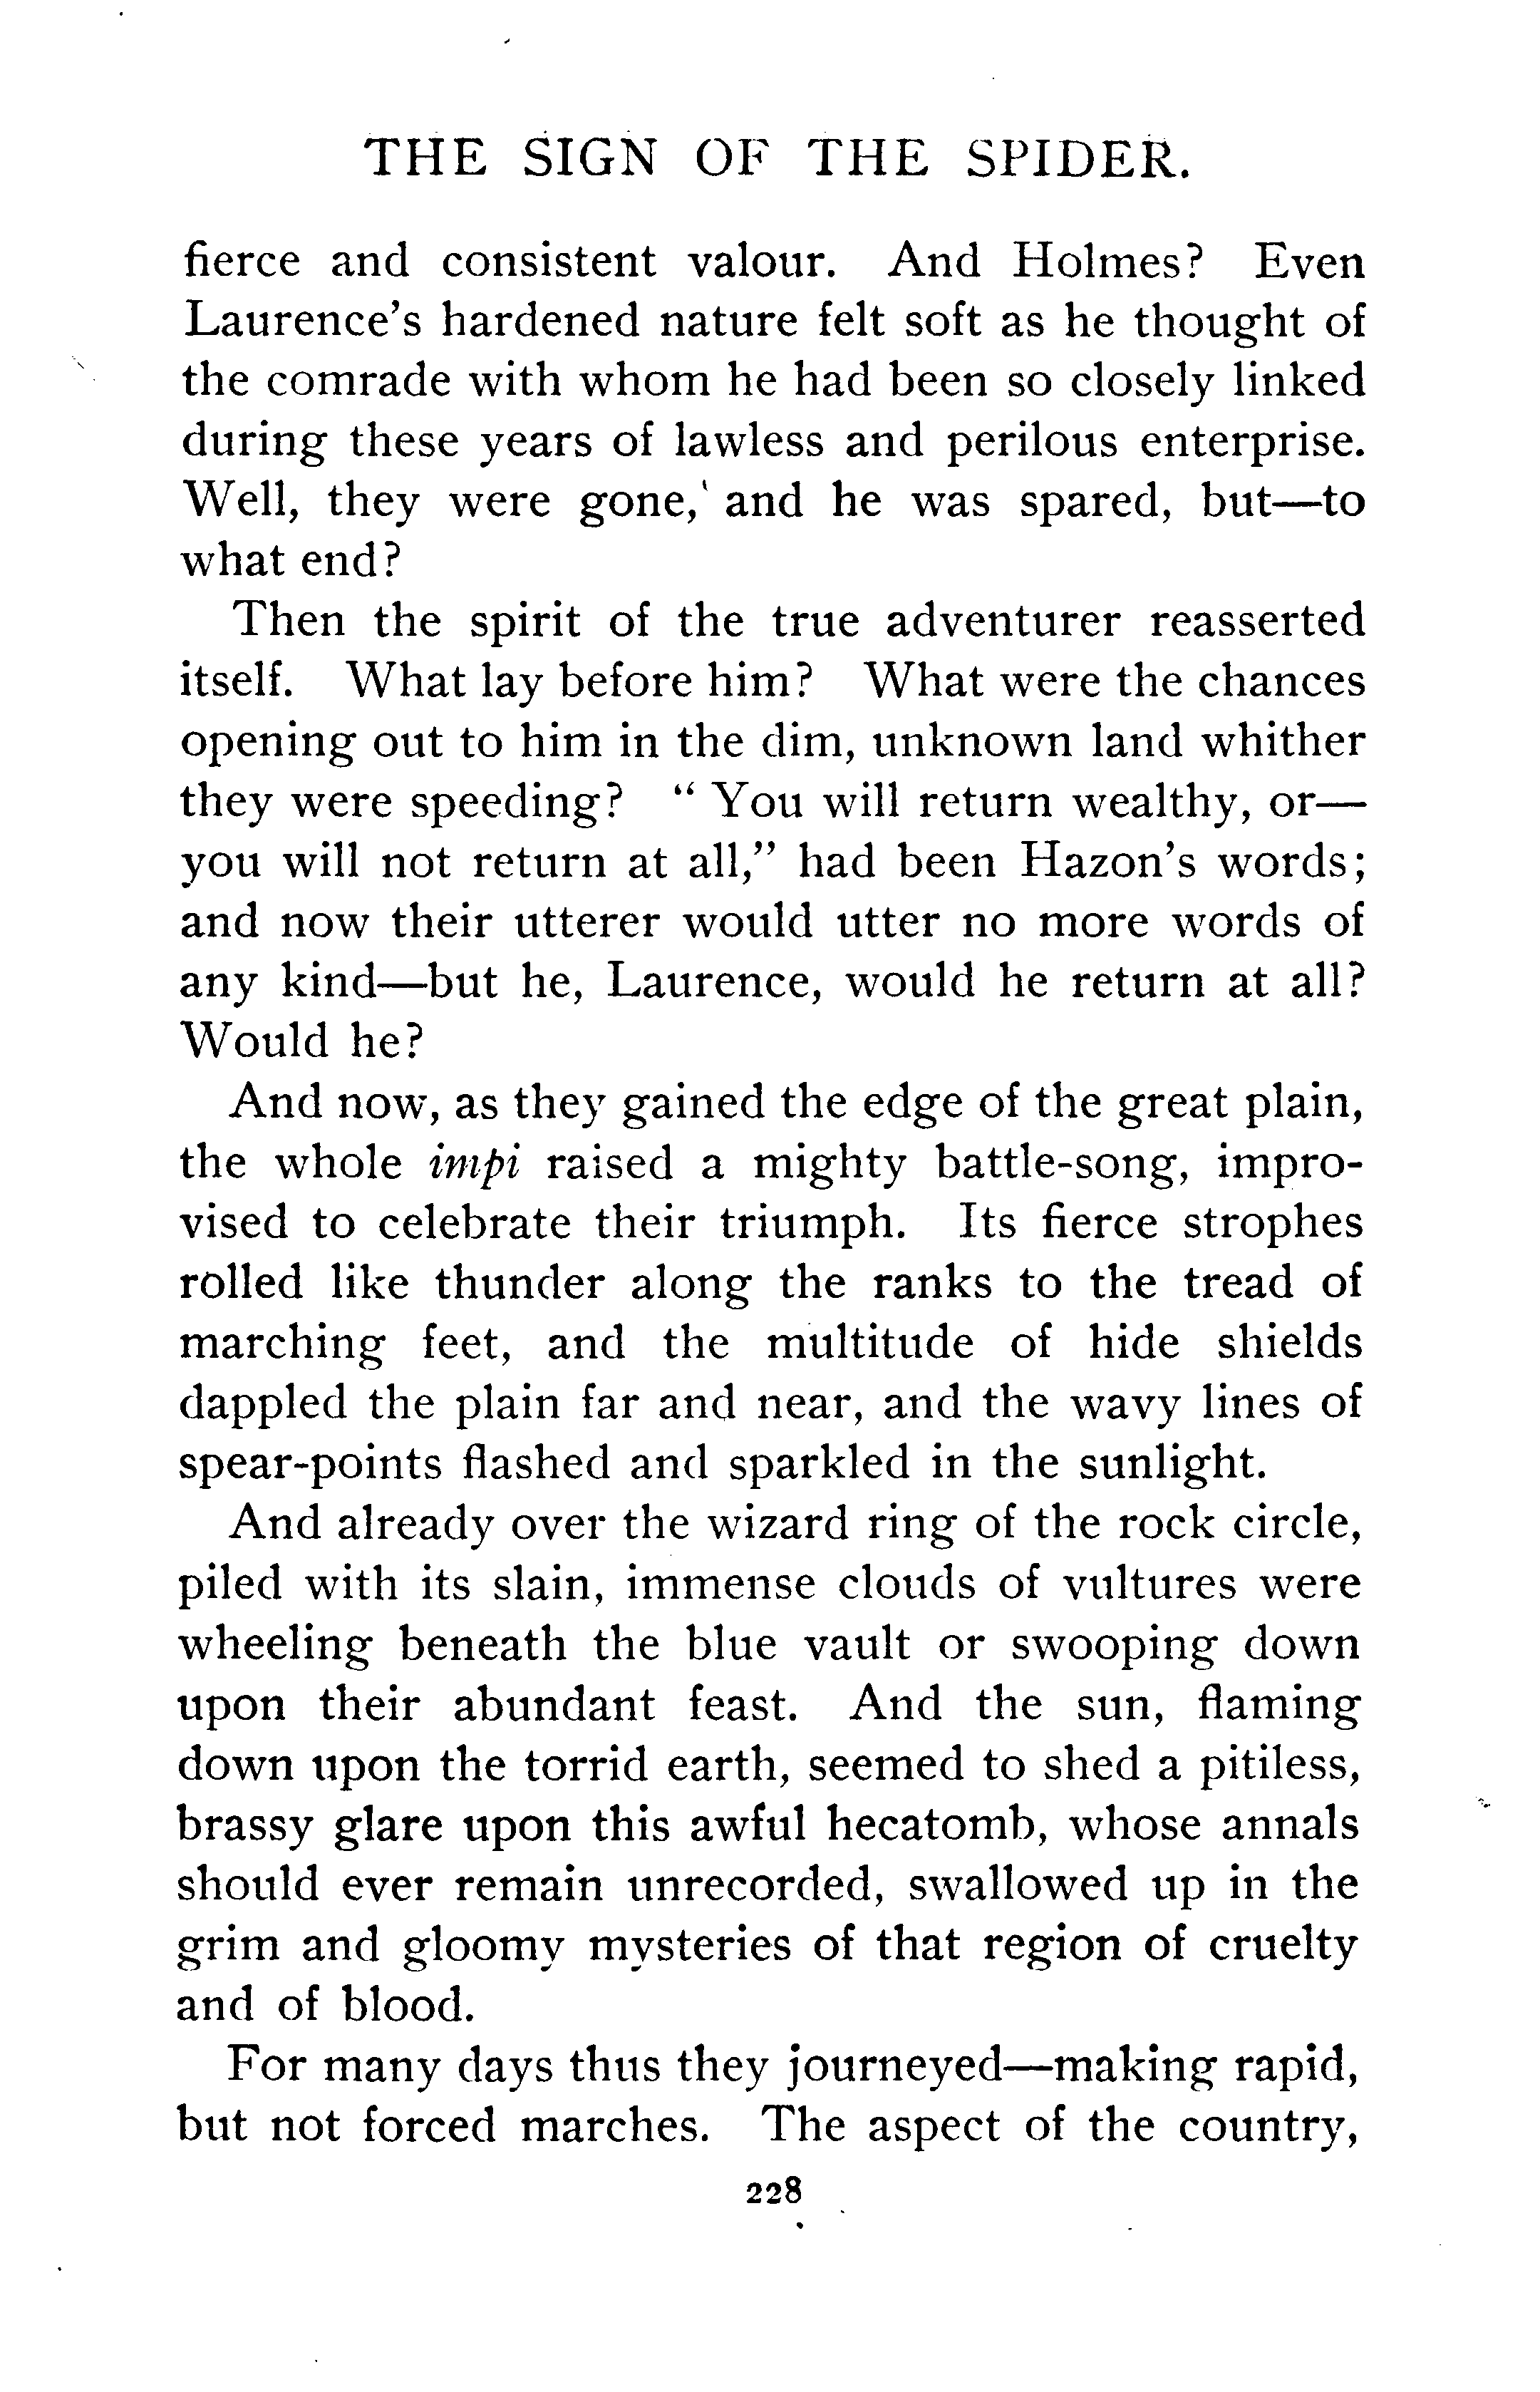 THE SIGN OF THE SPIDER.
fierce and consistent valour. And Holmes? Even
Laurence's hardened nature felt soft as he thought of
the comrade with whom he had been so closely linked
during these years of lawless and perilous enterprise.
Well, they were gone, and he was spared, but—to
what end?
Then the spirit of the true adventurer reasserted
itself. What lay before him? What were the chances
opening out to him in the dim, unknown land whither
they were speeding? "You will return wealthy, or—
you will not return at all," had been Hazon's words;
and now their utterer would utter no more words of
any kind—but he, Laurence, would he return at all?
Would he?
And now, as they gained the edge of the great plain,
the whole impi raised a mighty battle-song, impro-
vised to celebrate their triumph. Its fierce strophes
rolled like thunder along the ranks to the tread of
marching feet, and the multitude of hide shields
dappled the plain far and near, and the wavy lines of
spear-points flashed and sparkled in the sunlight.
And already over the wizard ring of the rock circle,
piled with its slain, immense clouds of vultures were
wheeling beneath the blue vault or swooping down
upon their abundant feast. And the sun, flaming
down upon the torrid earth, seemed to shed a pitiless,
brassy glare upon this awful hecatomb, whose annals
should ever remain unrecorded, swallowed up in the
grim and gloomy mysteries of that region of cruelty
and of blood.
For many days thus they journeyed—making rapid,
but not forced marches. The aspect of the country,
228